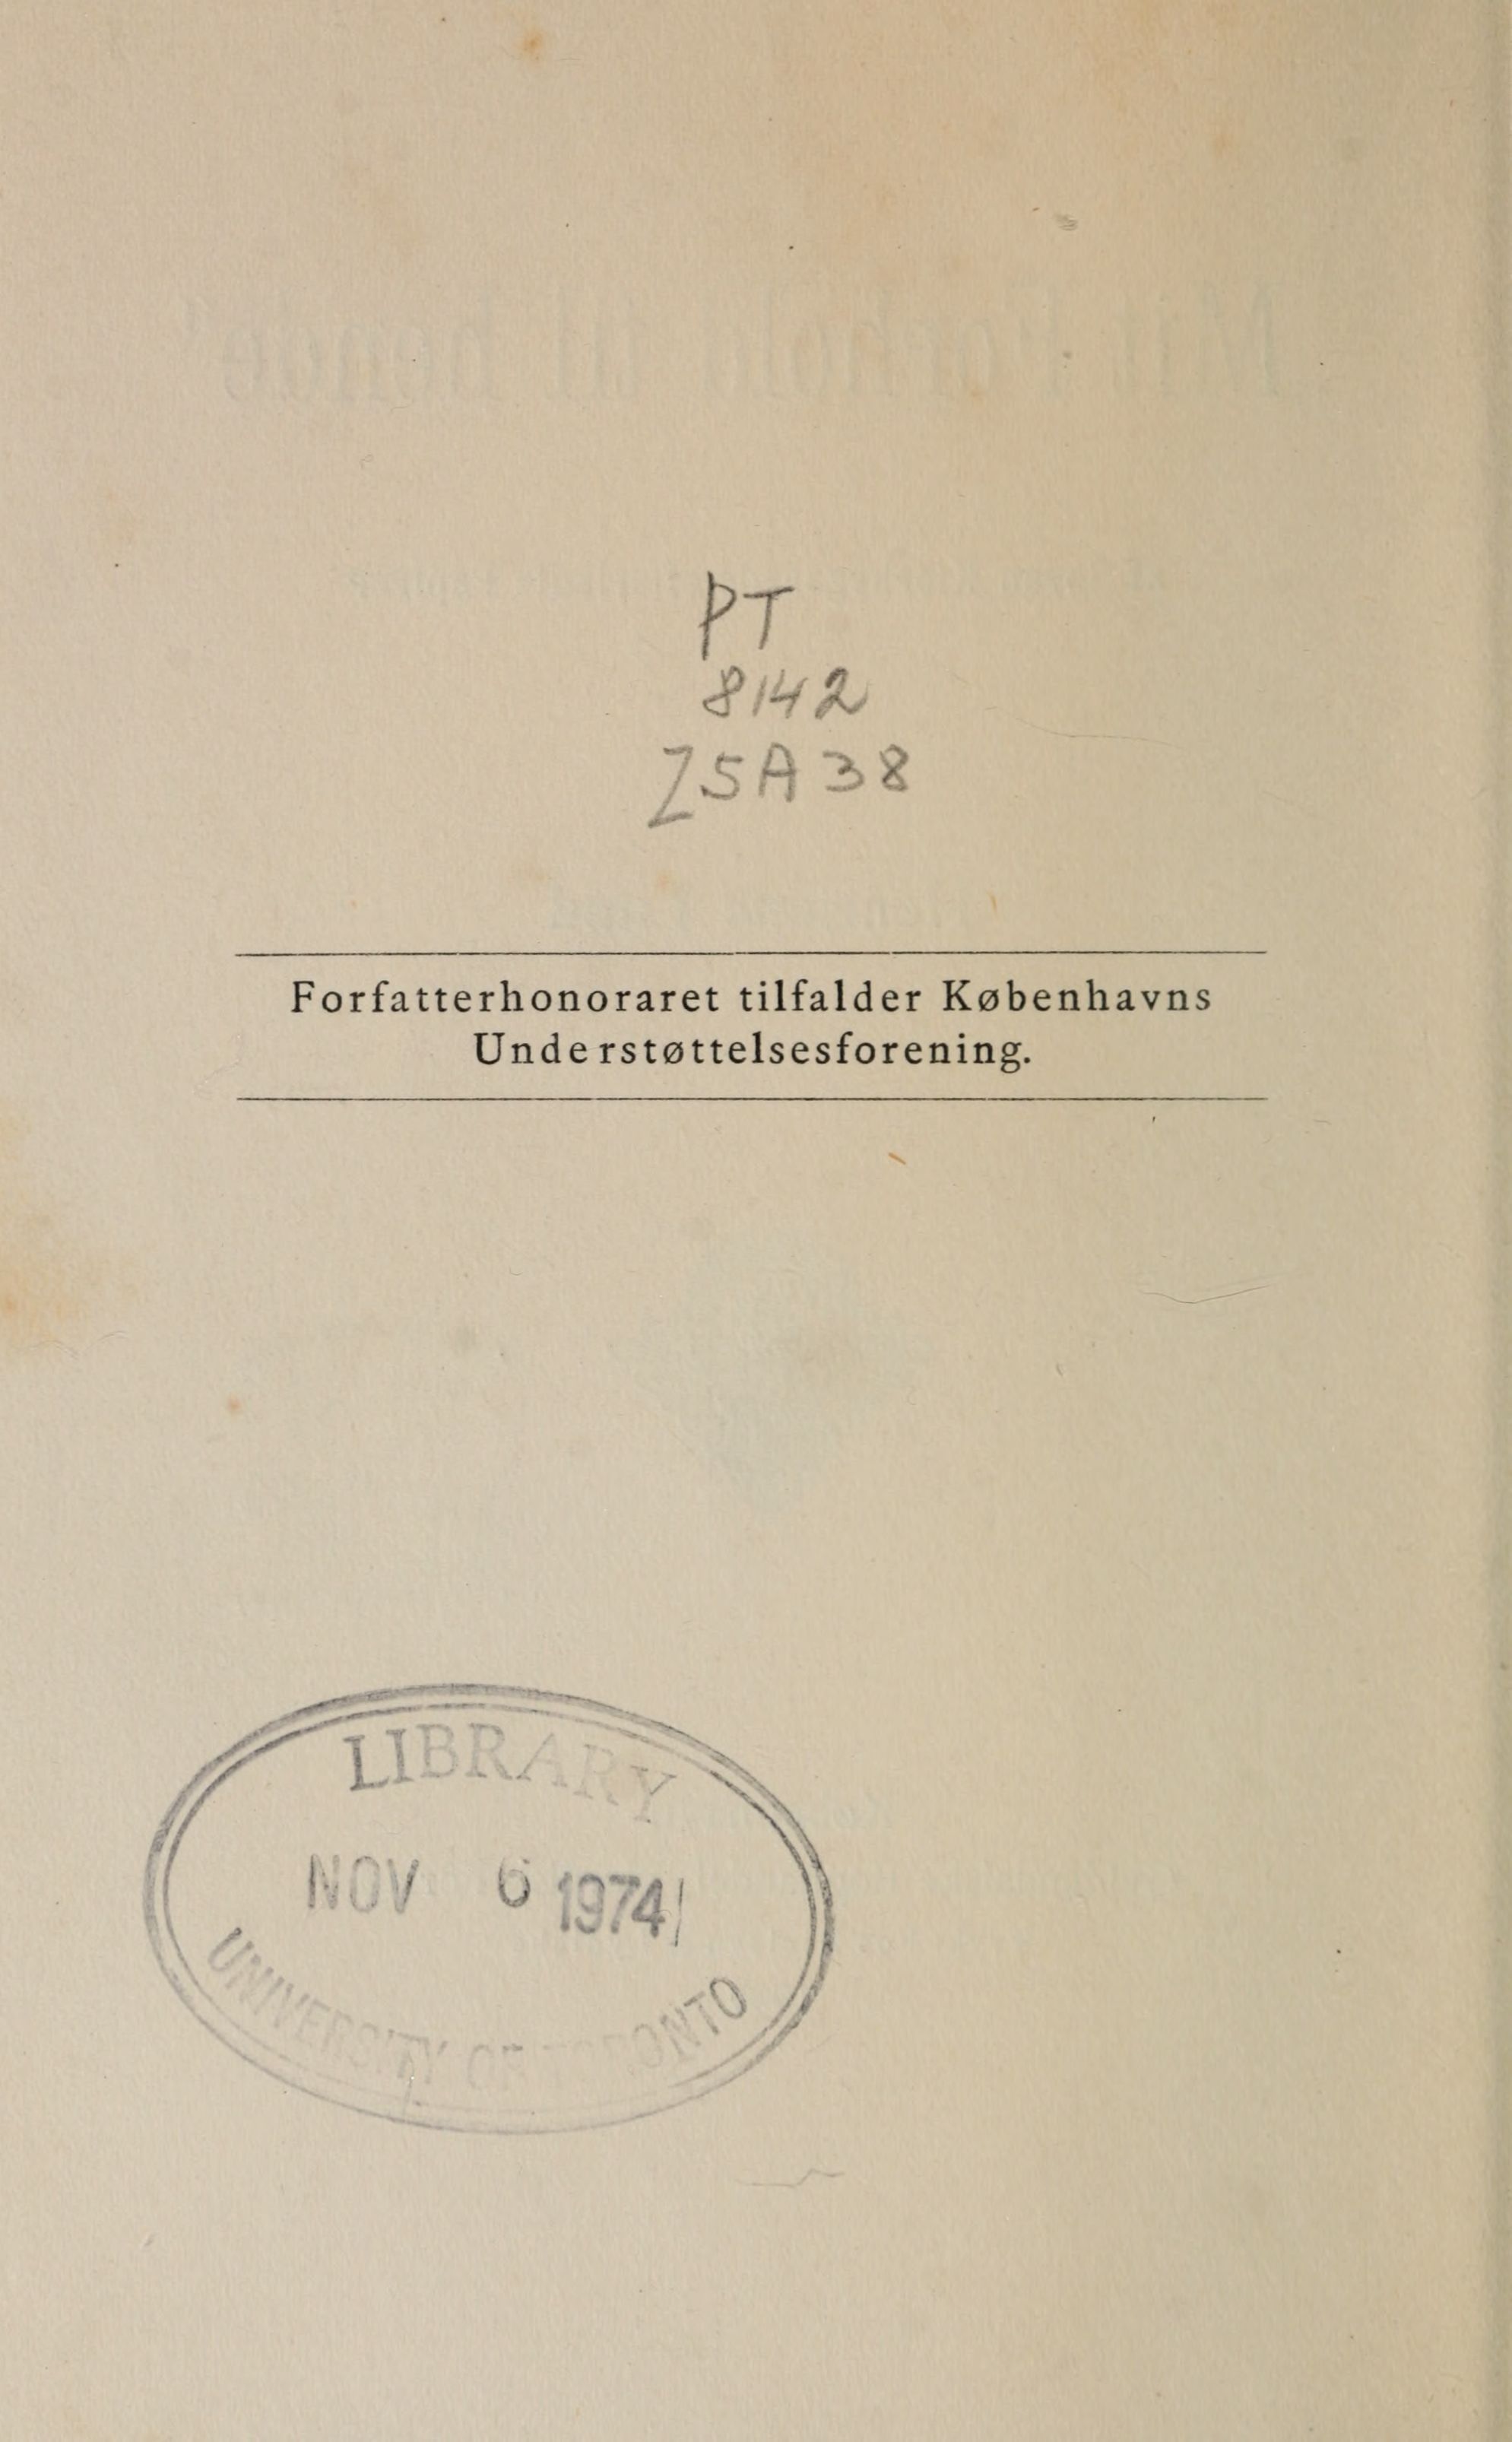 PT
8142
Z5A38
Forfatterhonoraret tilfalder Københavns
Understøttelsesforening.
LIBRARY
NOV 6 1974
UNIVERSITY OF TORONTO